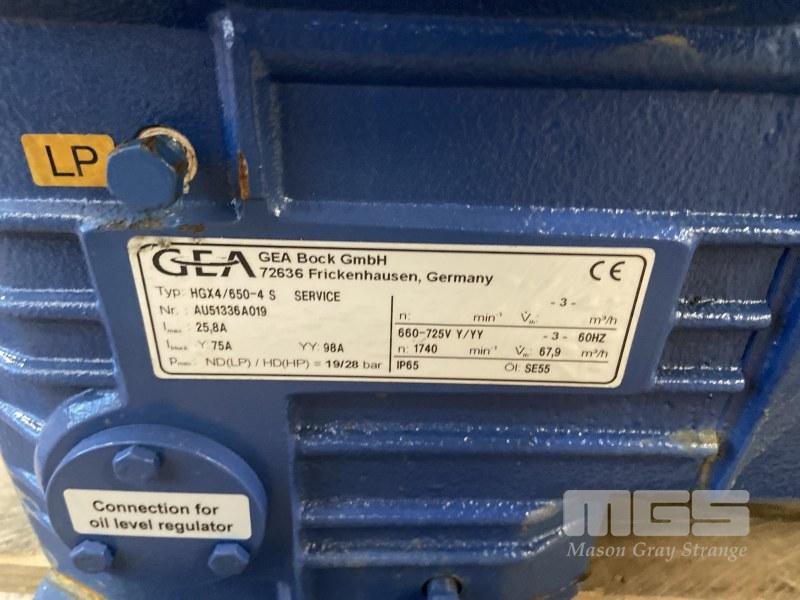 LP
GEA
GEA Bock GmbH
72636 Frickenhausen, Germany
CE
Typ: HGX4/650-4 S SERVICE
Nr.: AU51336A019
Imax: 25,8A
Iblock Y: 75A YY: 98A
Pmax: ND(LP) / HD(HP) = 19/28 bar
- 3 -
n: min⁻¹ V̇th: m³/h
660-725V Y/YY - 3 - 60HZ
n: 1740 min⁻¹ V̇th: 67,9 m³/h
IP65 Öl: SE55
Connection for
oil level regulator
MGS
Mason Gray Strange